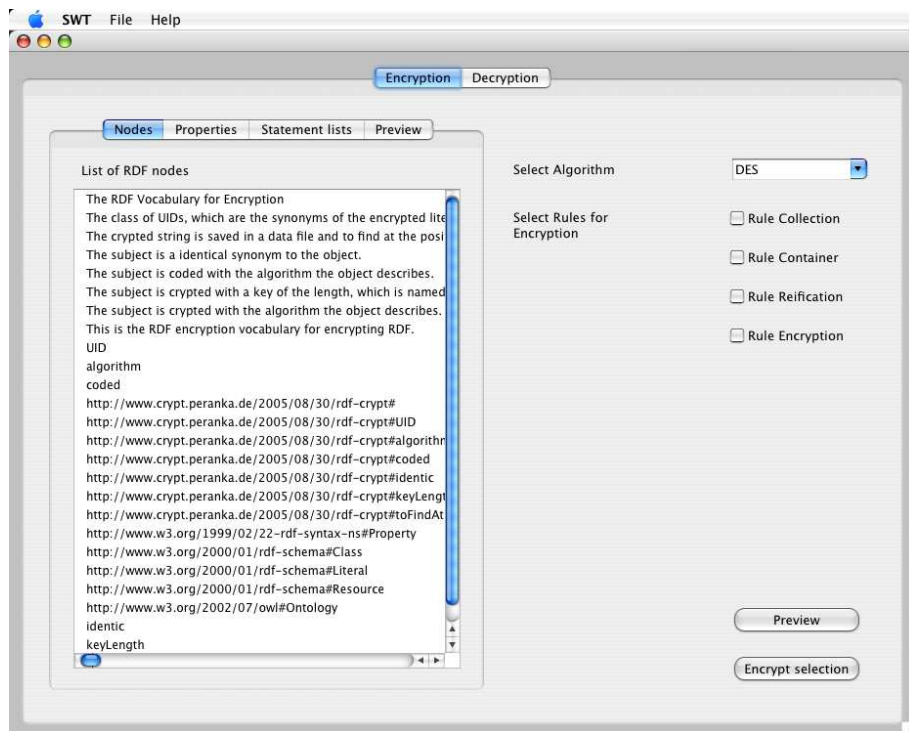 SWT File Help
Encryption Decryption
Nodes Properties Statement lists Preview
List of RDF nodes
The RDF Vocabulary for Encryption
The class of UIDs, which are the synonyms of the encrypted lite
The crypted string is saved in a data file and to find at the posi
The subject is a identical synonym to the object.
The subject is coded with the algorithm the object describes.
The subject is crypted with a key of the length, which is named
The subject is crypted with the algorithm the object describes.
This is the RDF encryption vocabulary for encrypting RDF.
UID
algorithm
coded
http://www.crypt.peranka.de/2005/08/30/rdf-crypt#
http://www.crypt.peranka.de/2005/08/30/rdf-crypt#UID
http://www.crypt.peranka.de/2005/08/30/rdf-crypt#algorithm
http://www.crypt.peranka.de/2005/08/30/rdf-crypt#coded
http://www.crypt.peranka.de/2005/08/30/rdf-crypt#identic
http://www.crypt.peranka.de/2005/08/30/rdf-crypt#keyLengt
http://www.crypt.peranka.de/2005/08/30/rdf-crypt#toFindAt
http://www.w3.org/1999/02/22-rdf-syntax-ns#Property
http://www.w3.org/2000/01/rdf-schema#Class
http://www.w3.org/2000/01/rdf-schema#Literal
http://www.w3.org/2000/01/rdf-schema#Resource
http://www.w3.org/2002/07/owl#Ontology
identic
keyLength
Select Algorithm
DES
Select Rules for
Encryption
Rule Collection
Rule Container
Rule Reification
Rule Encryption
Preview
Encrypt selection